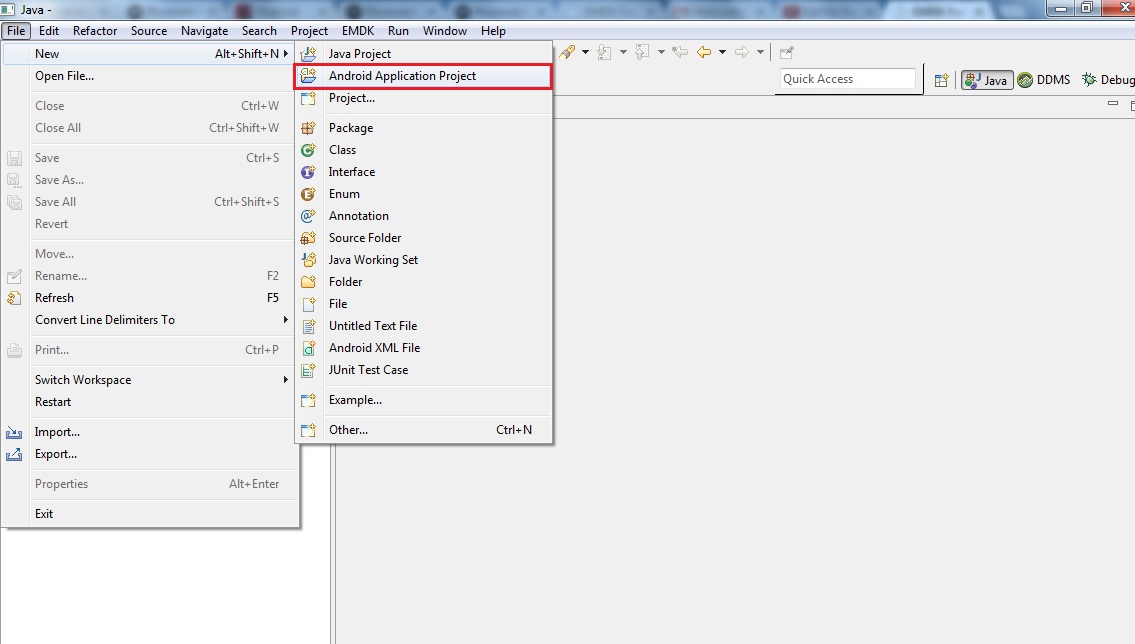 Java -
File Edit Refactor Source Navigate Search Project EMDK Run Window Help
New Alt+Shift+N
Open File...
Close Ctrl+W
Close All Ctrl+Shift+W
Save Ctrl+S
Save As...
Save All Ctrl+Shift+S
Revert
Move...
Rename... F2
Refresh F5
Convert Line Delimiters To
Print... Ctrl+P
Switch Workspace
Restart
Import...
Export...
Properties Alt+Enter
Exit
Java Project
Android Application Project
Project...
Package
Class
Interface
Enum
Annotation
Source Folder
Java Working Set
Folder
File
Untitled Text File
Android XML File
JUnit Test Case
Example...
Other... Ctrl+N
Quick Access
Java DDMS Debug